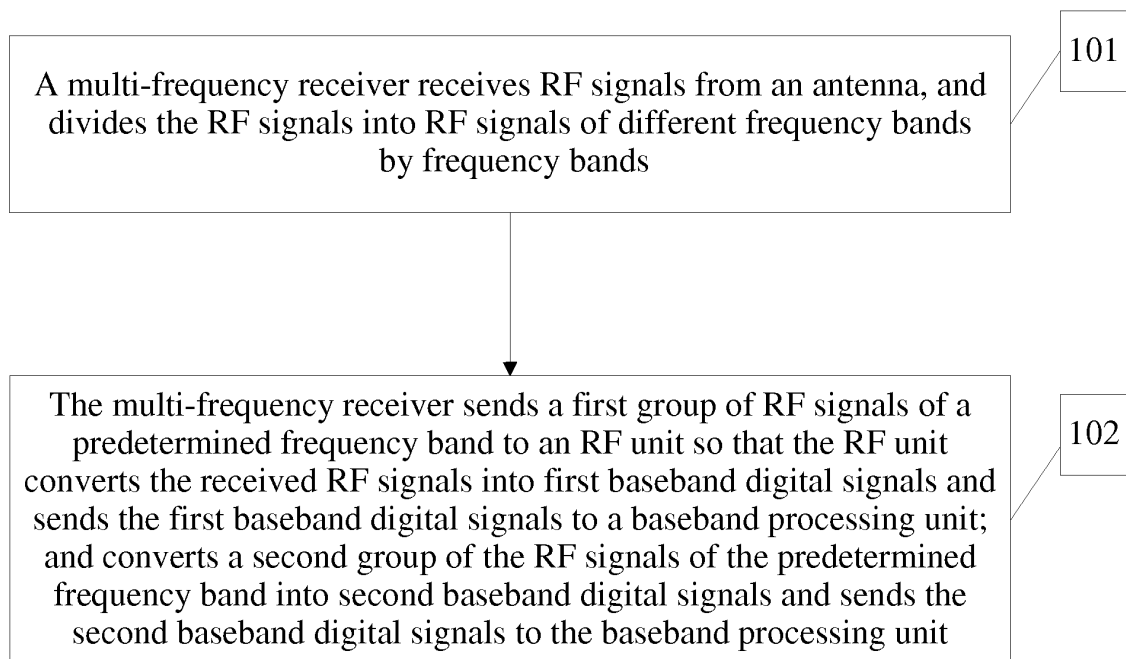 101
A multi-frequency receiver receives RF signals from an antenna, and
divides the RF signals into RF signals of different frequency bands
by frequency bands
102
The multi-frequency receiver sends a first group of RF signals of a
predetermined frequency band to an RF unit so that the RF unit
converts the received RF signals into first baseband digital signals and
sends the first baseband digital signals to a baseband processing unit;
and converts a second group of the RF signals of the predetermined
frequency band into second baseband digital signals and sends the
second baseband digital signals to the baseband processing unit